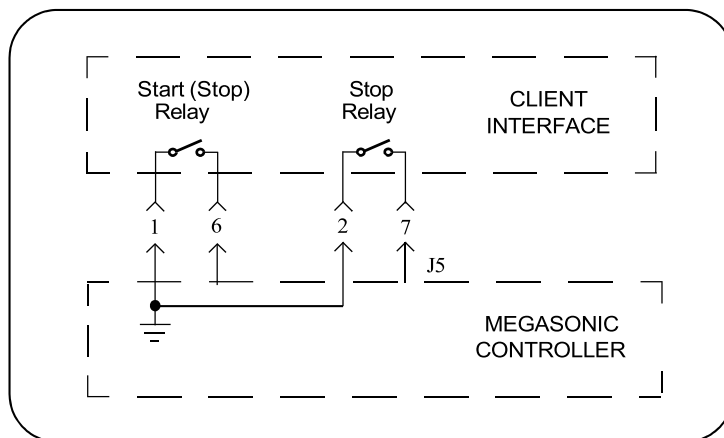 Start (Stop)
Relay
Stop
Relay
CLIENT
INTERFACE
1
6
2
7
J5
MEGASONIC
CONTROLLER